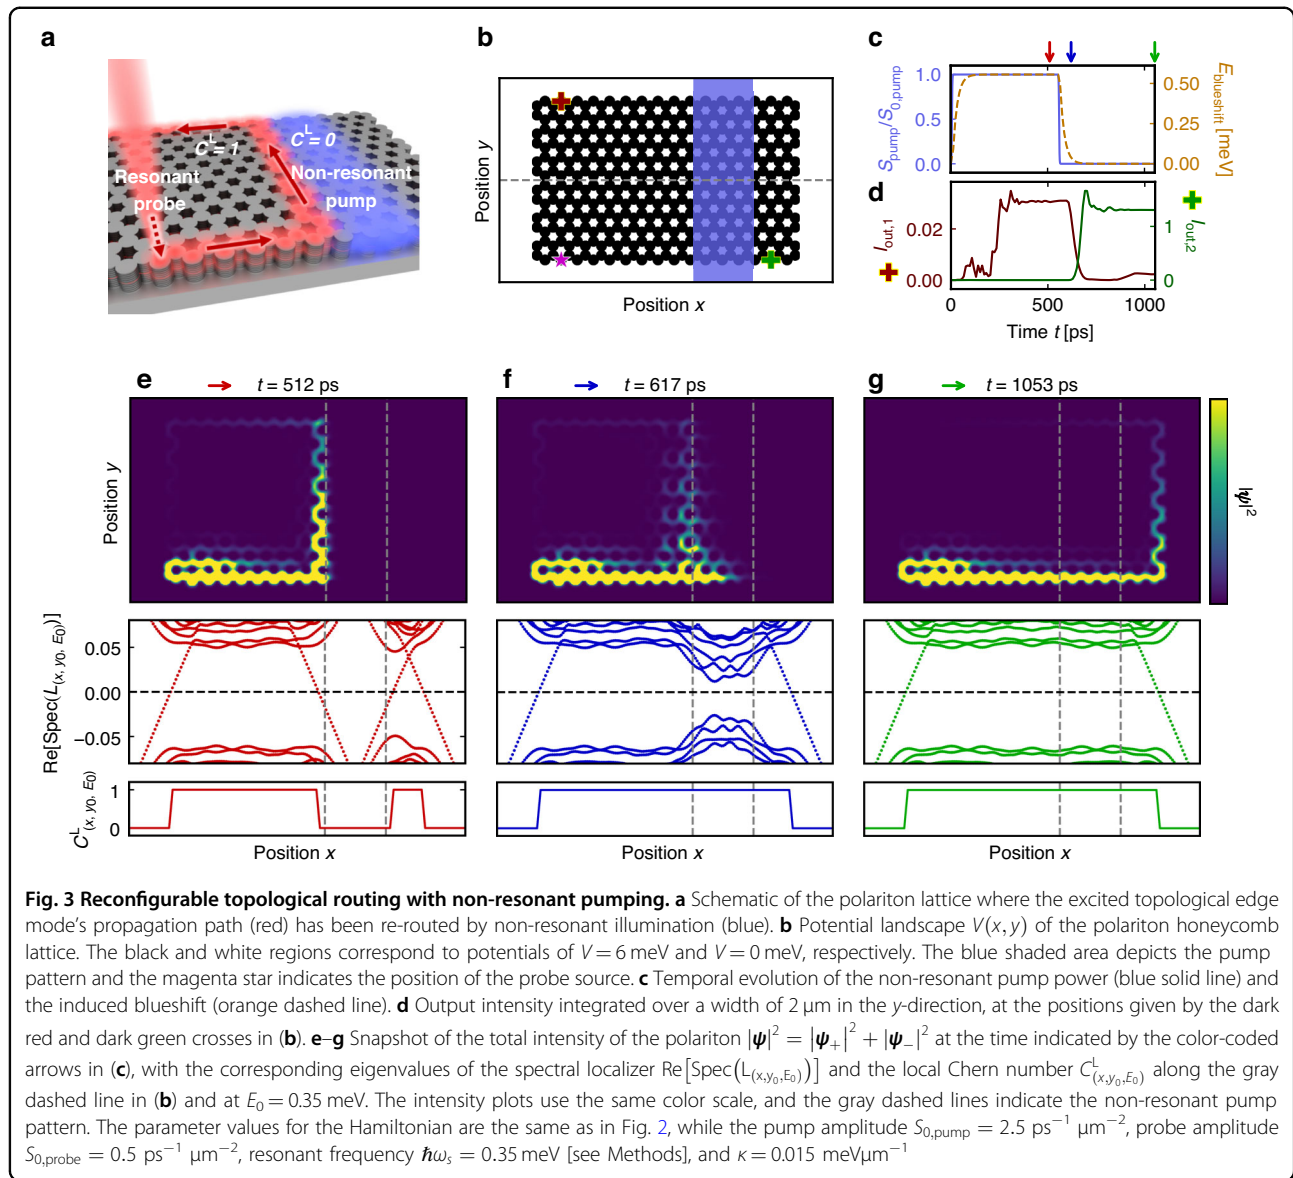 a
C^L = 1
C^L = 0
Resonant
probe
Non-resonant
pump
b
Position y
Position x
c
S_pump/S_0,pump
1.0
0.5
0.0
E_blueshift [meV]
0.50
0.25
0.00
d
I_out,1
0.02
0.00
I_out,2
1
0
0
500
1000
Time t [ps]
e
t = 512 ps
f
t = 617 ps
g
t = 1053 ps
Position y
|ψ|²
Re[Spec(L_(x, y₀, E₀))]
0.05
0.00
−0.05
C^L_(x, y₀, E₀)
1
0
Position x
Position x
Position x
Fig. 3 Reconfigurable topological routing with non-resonant pumping. a Schematic of the polariton lattice where the excited topological edge
mode's propagation path (red) has been re-routed by non-resonant illumination (blue). b Potential landscape V(x, y) of the polariton honeycomb
lattice. The black and white regions correspond to potentials of V = 6 meV and V = 0 meV, respectively. The blue shaded area depicts the pump
pattern and the magenta star indicates the position of the probe source. c Temporal evolution of the non-resonant pump power (blue solid line) and
the induced blueshift (orange dashed line). d Output intensity integrated over a width of 2 μm in the y-direction, at the positions given by the dark
red and dark green crosses in (b). e–g Snapshot of the total intensity of the polariton |ψ|² = |ψ₊|² + |ψ₋|² at the time indicated by the color-coded
arrows in (c), with the corresponding eigenvalues of the spectral localizer Re[Spec(L_(x,y₀,E₀))] and the local Chern number C^L_(x,y₀,E₀) along the gray
dashed line in (b) and at E₀ = 0.35 meV. The intensity plots use the same color scale, and the gray dashed lines indicate the non-resonant pump
pattern. The parameter values for the Hamiltonian are the same as in Fig. 2, while the pump amplitude S_0,pump = 2.5 ps⁻¹ μm⁻², probe amplitude
S_0,probe = 0.5 ps⁻¹ μm⁻², resonant frequency ℏω_s = 0.35 meV [see Methods], and κ = 0.015 meVμm⁻¹